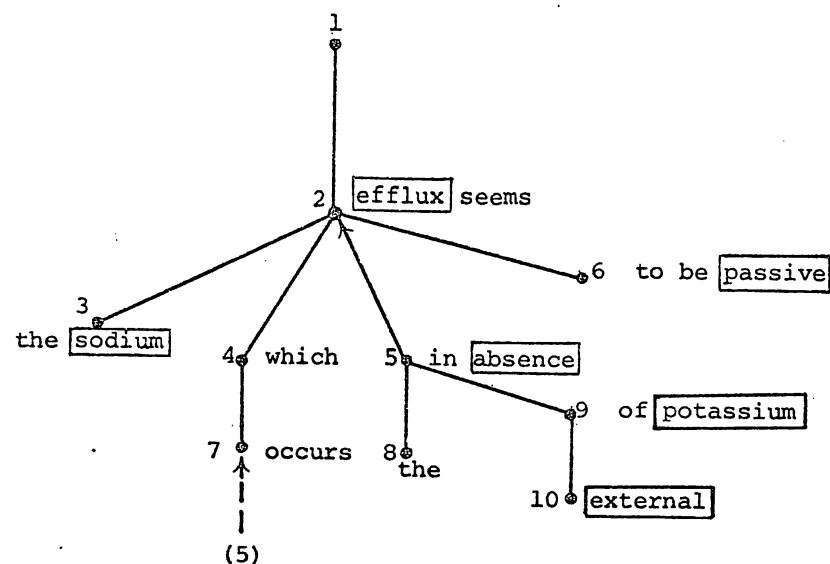 1
2 efflux seems
6 to be passive
3
the sodium
4 which
5 in absence
9 of potassium
7 occurs
8
the
10 external
(5)